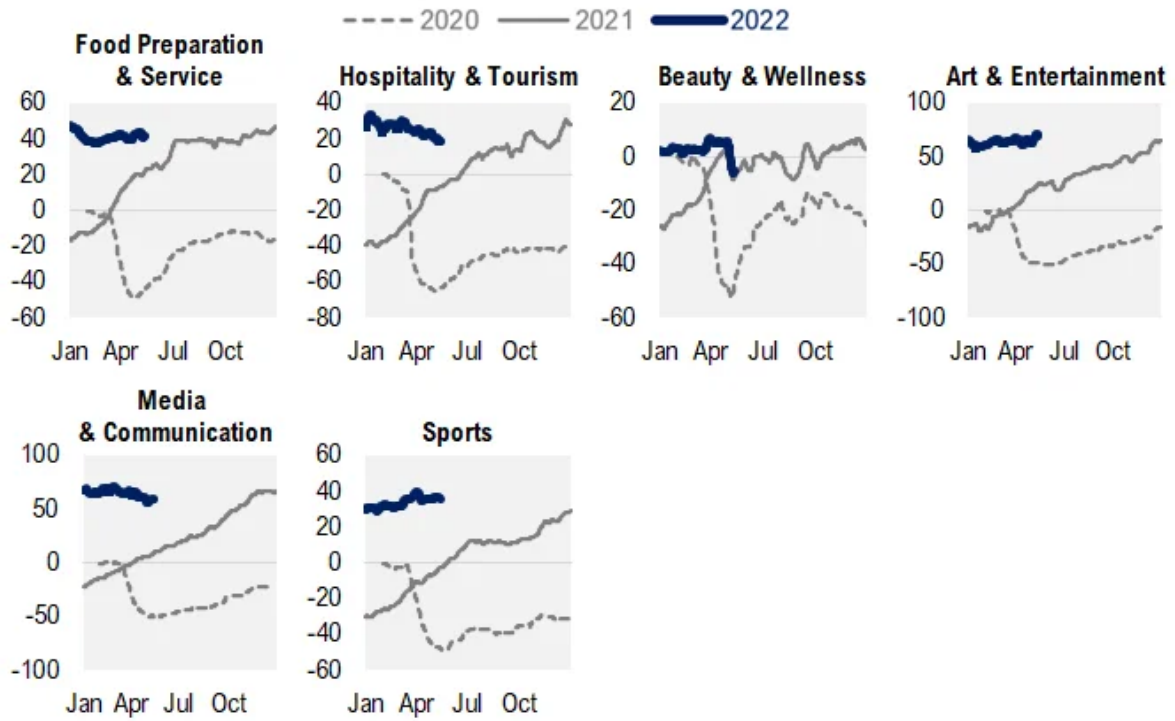 2020 2021 2022
Food Preparation
& Service
60
40
20
0
-20
-40
-60
Jan Apr Jul Oct
Hospitality & Tourism
40
20
0
-20
-40
-60
-80
Jan Apr Jul Oct
Beauty & Wellness
20
0
-20
-40
-60
Jan Apr Jul Oct
Art & Entertainment
100
50
0
-50
-100
Jan Apr Jul Oct
Media
& Communication
100
50
0
-50
-100
Jan Apr Jul Oct
Sports
60
40
20
0
-20
-40
-60
Jan Apr Jul Oct